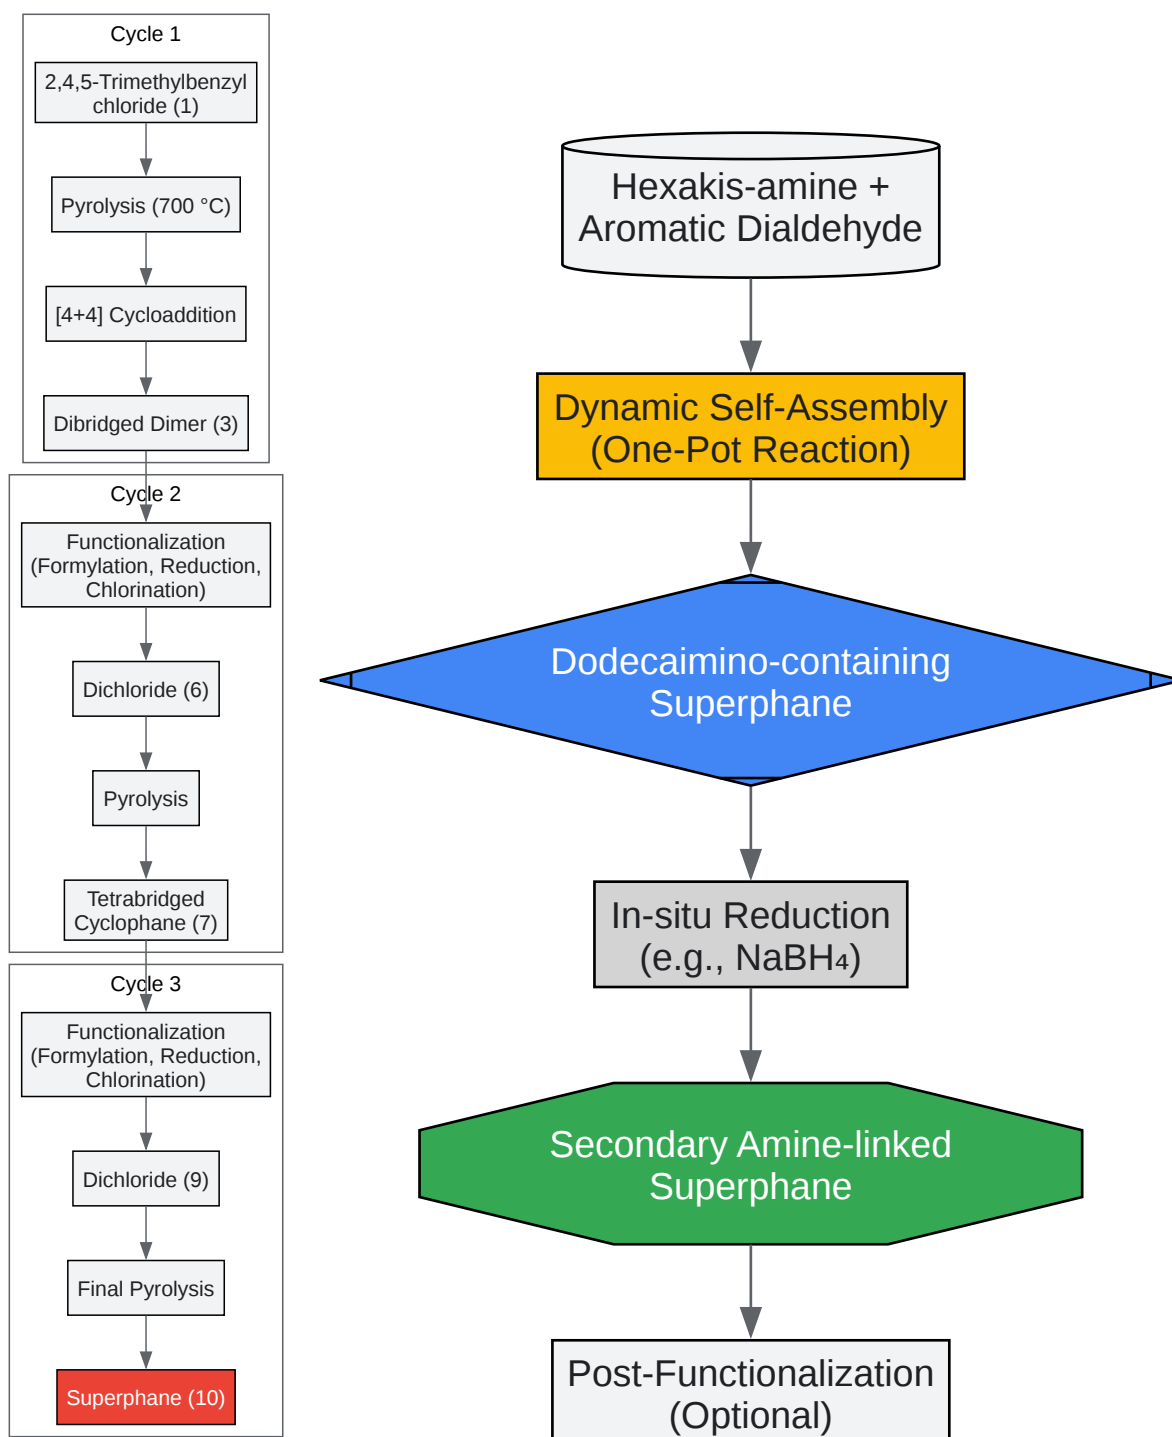 Cycle 1
2,4,5-Trimethylbenzyl
chloride (1)
Pyrolysis (700 °C)
[4+4] Cycloaddition
Dibridged Dimer (3)
Cycle 2
Functionalization
(Formylation, Reduction,
Chlorination)
Dichloride (6)
Pyrolysis
Tetrabridged
Cyclophane (7)
Cycle 3
Functionalization
(Formylation, Reduction,
Chlorination)
Dichloride (9)
Final Pyrolysis
Superphane (10)
Hexakis-amine +
Aromatic Dialdehyde
Dynamic Self-Assembly
(One-Pot Reaction)
Dodecaimino-containing
Superphane
In-situ Reduction
(e.g., NaBH₄)
Secondary Amine-linked
Superphane
Post-Functionalization
(Optional)